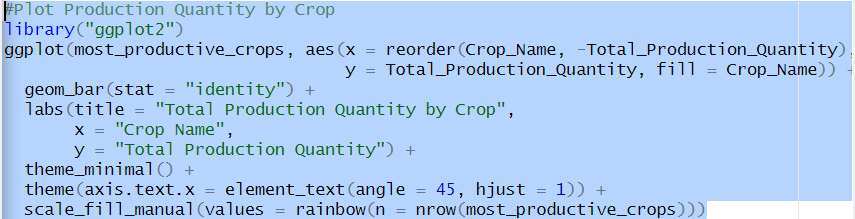 #Plot Production Quantity by Crop
library("ggplot2")
ggplot(most_productive_crops, aes(x = reorder(Crop_Name, -Total_Production_Quantity),
                                  y = Total_Production_Quantity, fill = Crop_Name)) +
  geom_bar(stat = "identity") +
  labs(title = "Total Production Quantity by Crop",
       x = "Crop Name",
       y = "Total Production Quantity") +
  theme_minimal() +
  theme(axis.text.x = element_text(angle = 45, hjust = 1)) +
  scale_fill_manual(values = rainbow(n = nrow(most_productive_crops)))